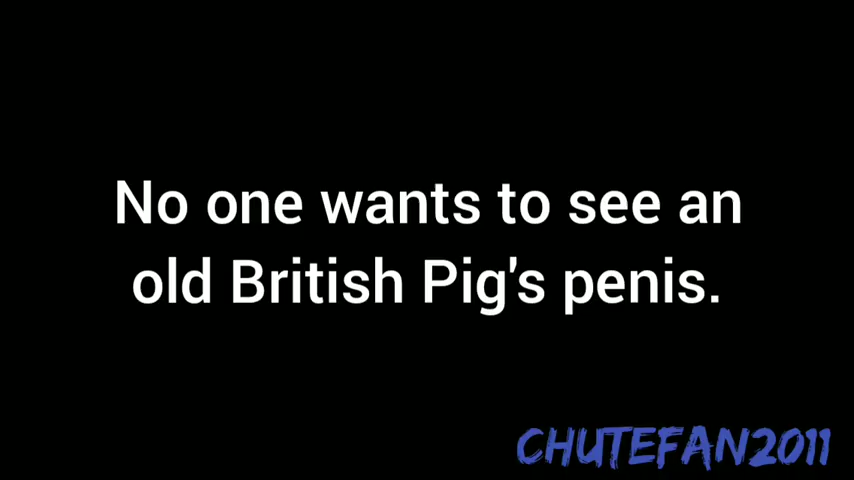 No one wants to see an
old British Pig's penis.
CHUTEFAN2011